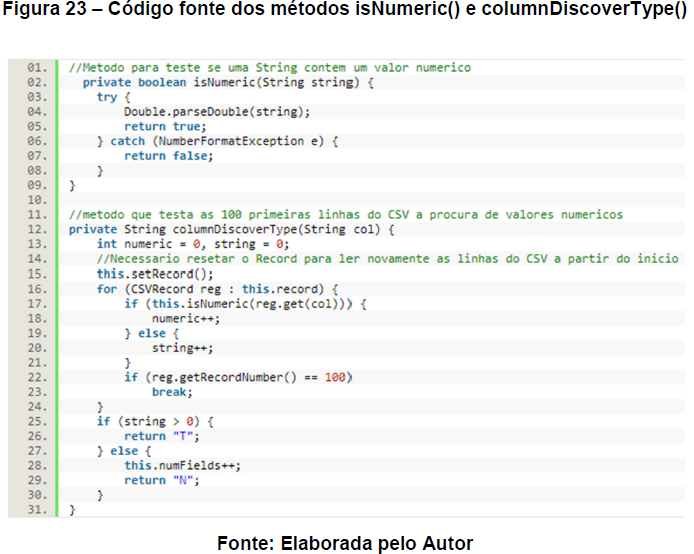 Figura 23 – Código fonte dos métodos isNumeric() e columnDiscoverType()
01. //Metodo para teste se uma String contem um valor numerico
02. private boolean isNumeric(String string) {
03. try {
04. Double.parseDouble(string);
05. return true;
06. } catch (NumberFormatException e) {
07. return false;
08. }
09. }
10.
11. //metodo que testa as 100 primeiras linhas do CSV a procura de valores numericos
12. private String columnDiscoverType(String col) {
13. int numeric = 0, string = 0;
14. //Necessario resetar o Record para ler novamente as linhas do CSV a partir do inicio
15. this.setRecord();
16. for (CSVRecord reg : this.record) {
17. if (this.isNumeric(reg.get(col))) {
18. numeric++;
19. } else {
20. string++;
21. }
22. if (reg.getRecordNumber() == 100)
23. break;
24. }
25. if (string > 0) {
26. return "T";
27. } else {
28. this.numFields++;
29. return "N";
30. }
31. }
Fonte: Elaborada pelo Autor